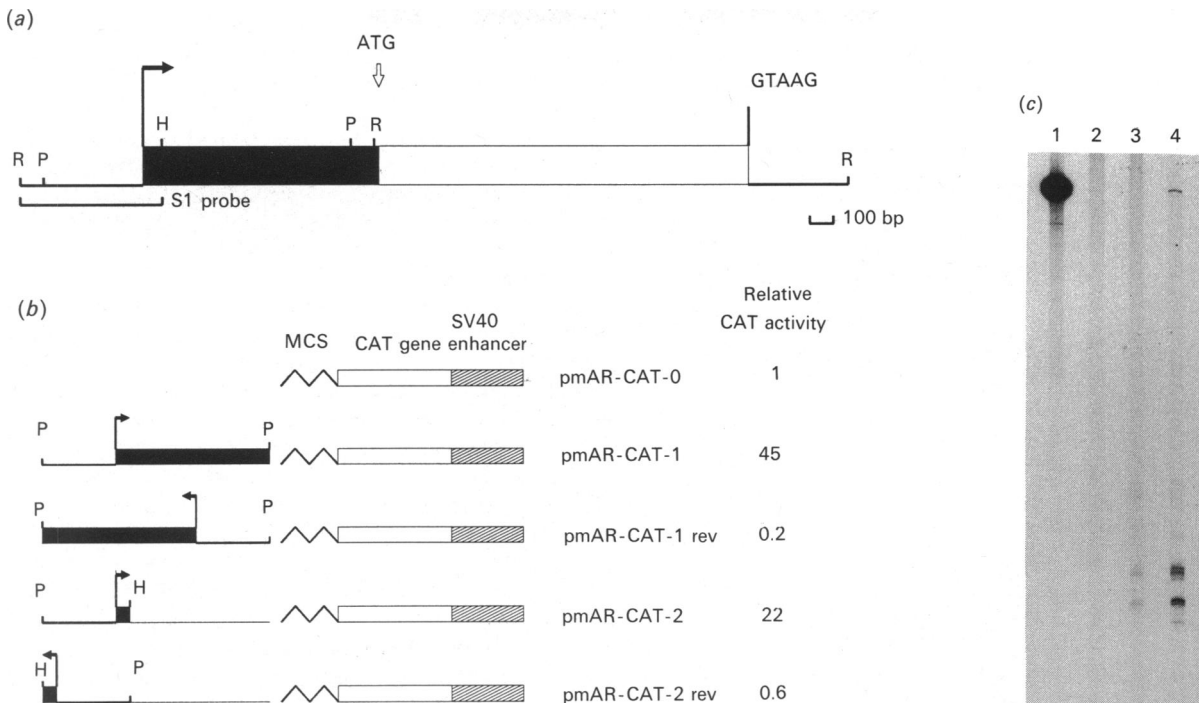 (a)
ATG
GTAAG
H
P R
R P
R
S1 probe
100 bp
(b)
MCS
CAT gene
SV40
enhancer
Relative
CAT activity
pmAR-CAT-0 1
P P
pmAR-CAT-1 45
P P
pmAR-CAT-1 rev 0.2
P H
pmAR-CAT-2 22
H P
pmAR-CAT-2 rev 0.6
(c)
1 2 3 4